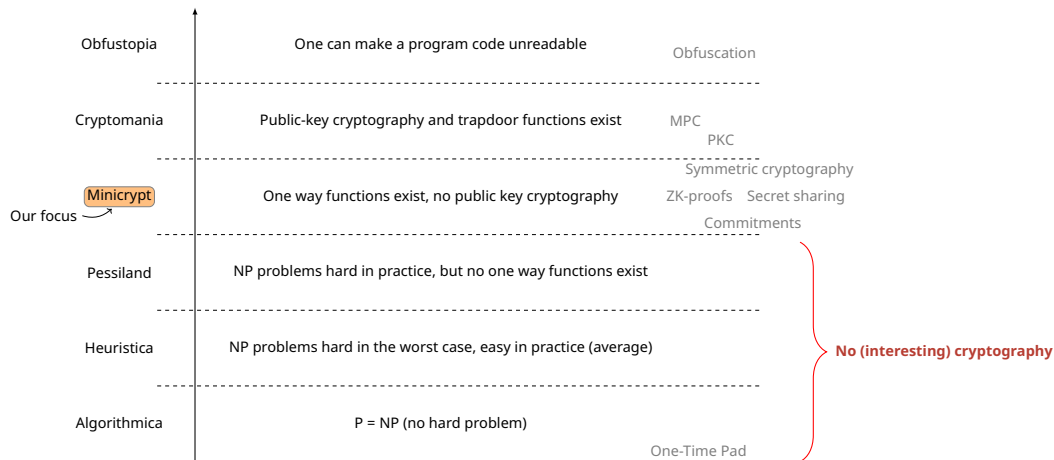 Obfustopia
One can make a program code unreadable
Obfuscation
Cryptomania
Public-key cryptography and trapdoor functions exist
MPC
PKC
Symmetric cryptography
Minicrypt
One way functions exist, no public key cryptography
ZK-proofs Secret sharing
Our focus
Commitments
Pessiland
NP problems hard in practice, but no one way functions exist
Heuristica
NP problems hard in the worst case, easy in practice (average)
No (interesting) cryptography
Algorithmica
P = NP (no hard problem)
One-Time Pad